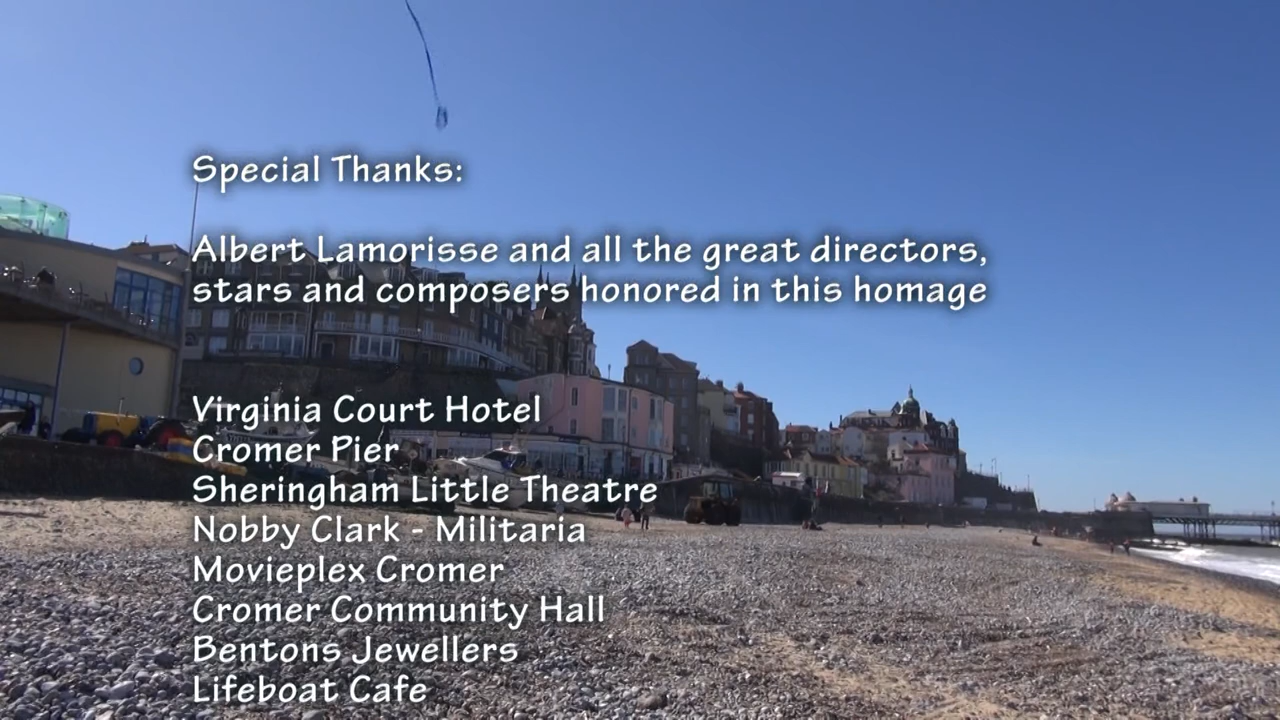 Special Thanks:
Albert Lamorisse and all the great directors,
stars and composers honored in this homage
Virginia Court Hotel
Cromer Pier
Sheringham Little Theatre
Nobby Clark - Militaria
Movieplex Cromer
Cromer Community Hall
Bentons Jewellers
Lifeboat Cafe